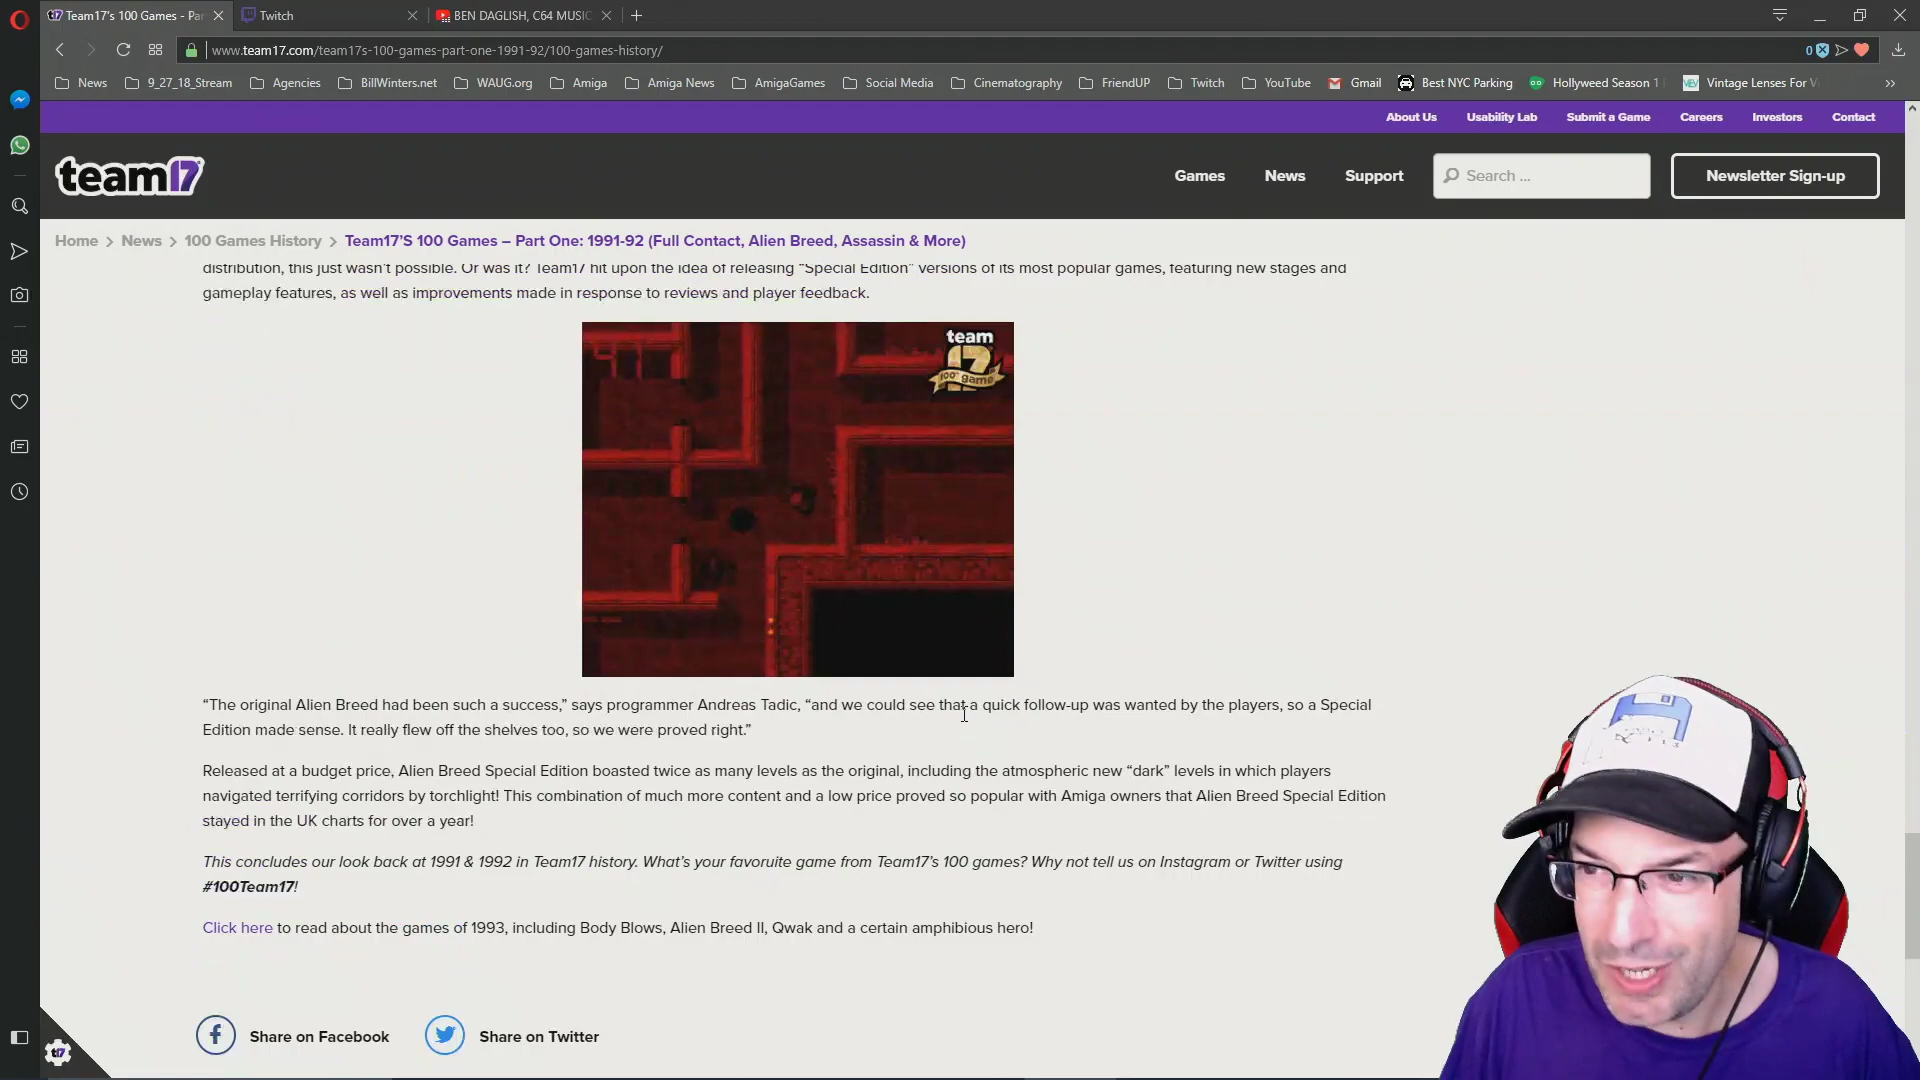 Team17's 100 Games - Par
Twitch
BEN DAGLISH, C64 MUSIC
www.team17.com/team17s-100-games-part-one-1991-92/100-games-history/
0
News
9_27_18_Stream
Agencies
BillWinters.net
WAUG.org
Amiga
Amiga News
AmigaGames
Social Media
Cinematography
FriendUP
Twitch
YouTube
Gmail
Best NYC Parking
Hollyweed Season 1
Vintage Lenses For V
About Us
Usability Lab
Submit a Game
Careers
Investors
Contact
team17
Games
News
Support
Search ...
Newsletter Sign-up
Home > News > 100 Games History > Team17'S 100 Games – Part One: 1991-92 (Full Contact, Alien Breed, Assassin & More)
distribution, this just wasn't possible. Or was it? Team17 hit upon the idea of releasing "Special Edition" versions of its most popular games, featuring new stages and
gameplay features, as well as improvements made in response to reviews and player feedback.
team
17
100th game
“The original Alien Breed had been such a success,” says programmer Andreas Tadic, “and we could see that a quick follow-up was wanted by the players, so a Special
Edition made sense. It really flew off the shelves too, so we were proved right.”
Released at a budget price, Alien Breed Special Edition boasted twice as many levels as the original, including the atmospheric new “dark” levels in which players
navigated terrifying corridors by torchlight! This combination of much more content and a low price proved so popular with Amiga owners that Alien Breed Special Edition
stayed in the UK charts for over a year!
This concludes our look back at 1991 & 1992 in Team17 history. What's your favoruite game from Team17's 100 games? Why not tell us on Instagram or Twitter using
#100Team17!
Click here to read about the games of 1993, including Body Blows, Alien Breed II, Qwak and a certain amphibious hero!
Share on Facebook
Share on Twitter
t17